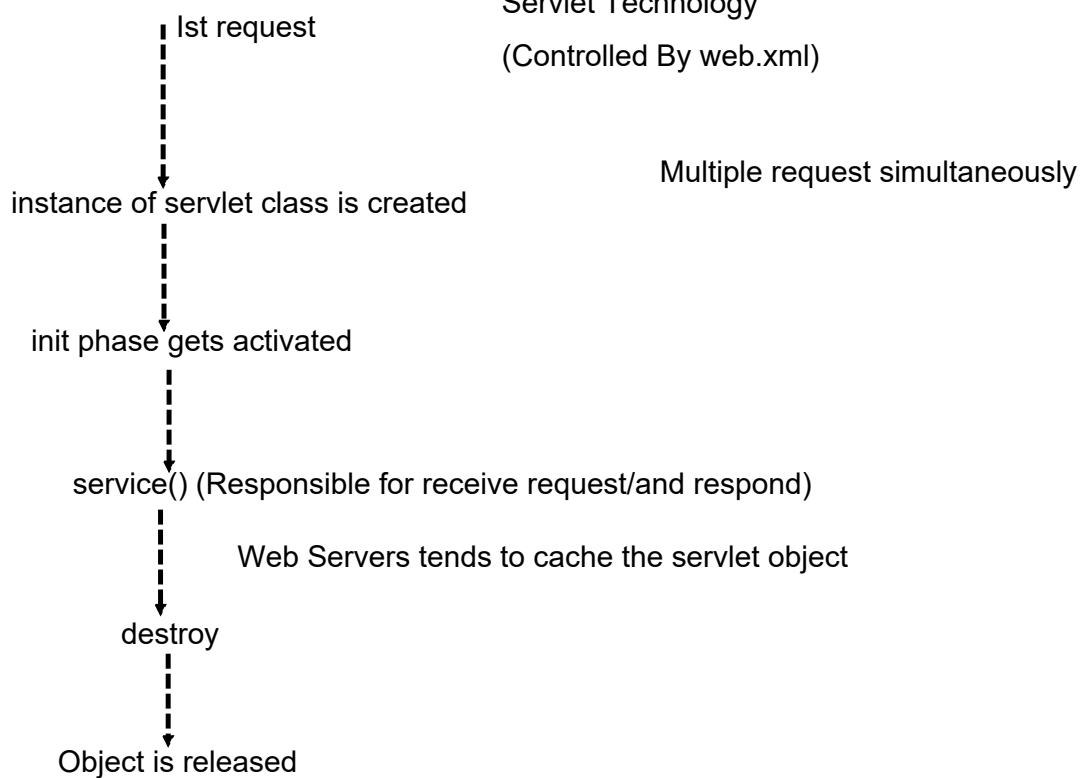 Servlet Technology
Ist request
(Controlled By web.xml)
Multiple request simultaneously
instance of servlet class is created
init phase gets activated
service() (Responsible for receive request/and respond)
Web Servers tends to cache the servlet object
destroy
Object is released